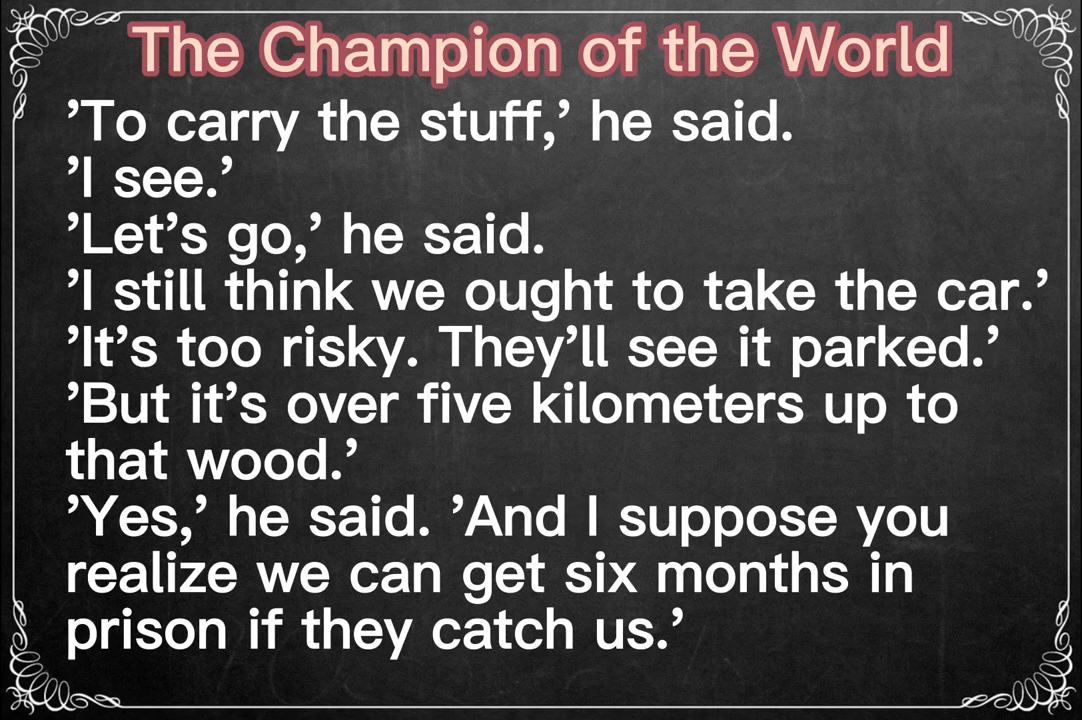 The Champion of the World
’To carry the stuff,’ he said.
’I see.’
’Let’s go,’ he said.
’I still think we ought to take the car.’
’It’s too risky. They’ll see it parked.’
’But it’s over five kilometers up to
that wood.’
’Yes,’ he said. ’And I suppose you
realize we can get six months in
prison if they catch us.’